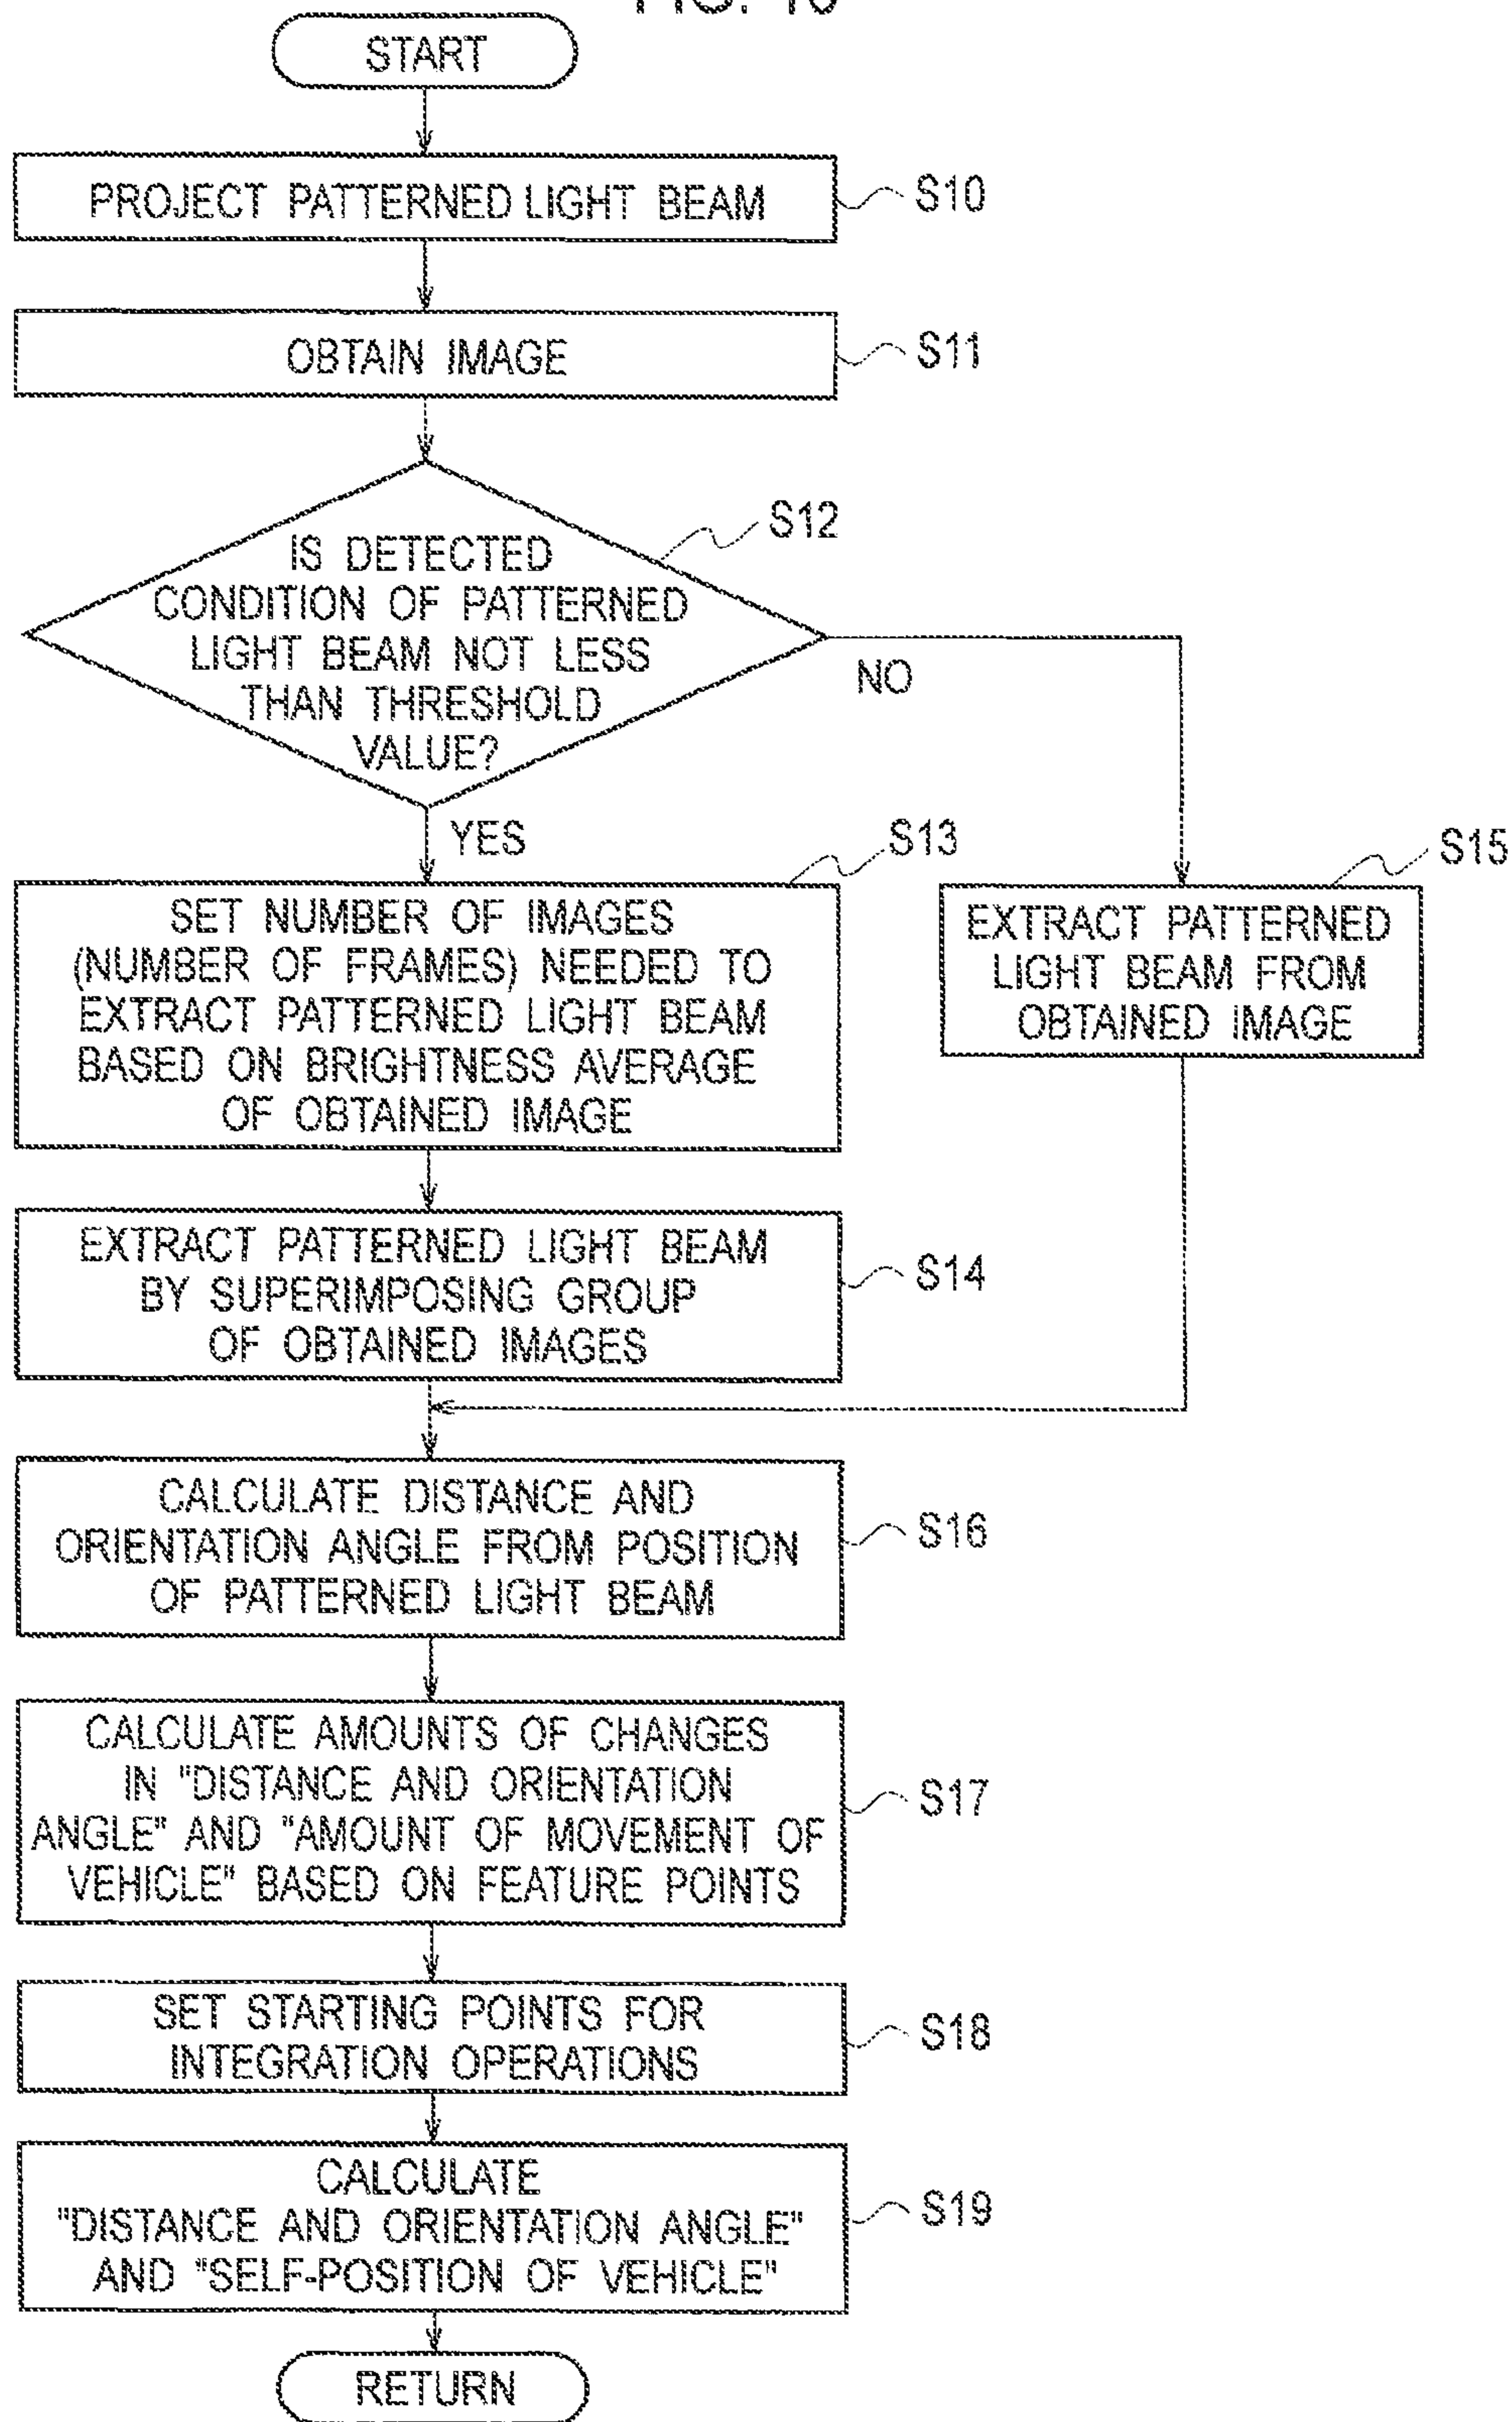 START
PROJECT PATTERNED LIGHT BEAM
S10
OBTAIN IMAGE
S11
S12
IS DETECTED
CONDITION OF PATTERNED
LIGHT BEAM NOT LESS
THAN THRESHOLD
VALUE?
NO
YES
S13
SET NUMBER OF IMAGES
(NUMBER OF FRAMES) NEEDED TO
EXTRACT PATTERNED LIGHT BEAM
BASED ON BRIGHTNESS AVERAGE
OF OBTAINED IMAGE
S15
EXTRACT PATTERNED
LIGHT BEAM FROM
OBTAINED IMAGE
EXTRACT PATTERNED LIGHT BEAM
BY SUPERIMPOSING GROUP
OF OBTAINED IMAGES
S14
CALCULATE DISTANCE AND
ORIENTATION ANGLE FROM POSITION
OF PATTERNED LIGHT BEAM
S16
CALCULATE AMOUNTS OF CHANGES
IN "DISTANCE AND ORIENTATION
ANGLE" AND "AMOUNT OF MOVEMENT OF
VEHICLE" BASED ON FEATURE POINTS
S17
SET STARTING POINTS FOR
INTEGRATION OPERATIONS
S18
CALCULATE
"DISTANCE AND ORIENTATION ANGLE"
AND "SELF-POSITION OF VEHICLE"
S19
RETURN